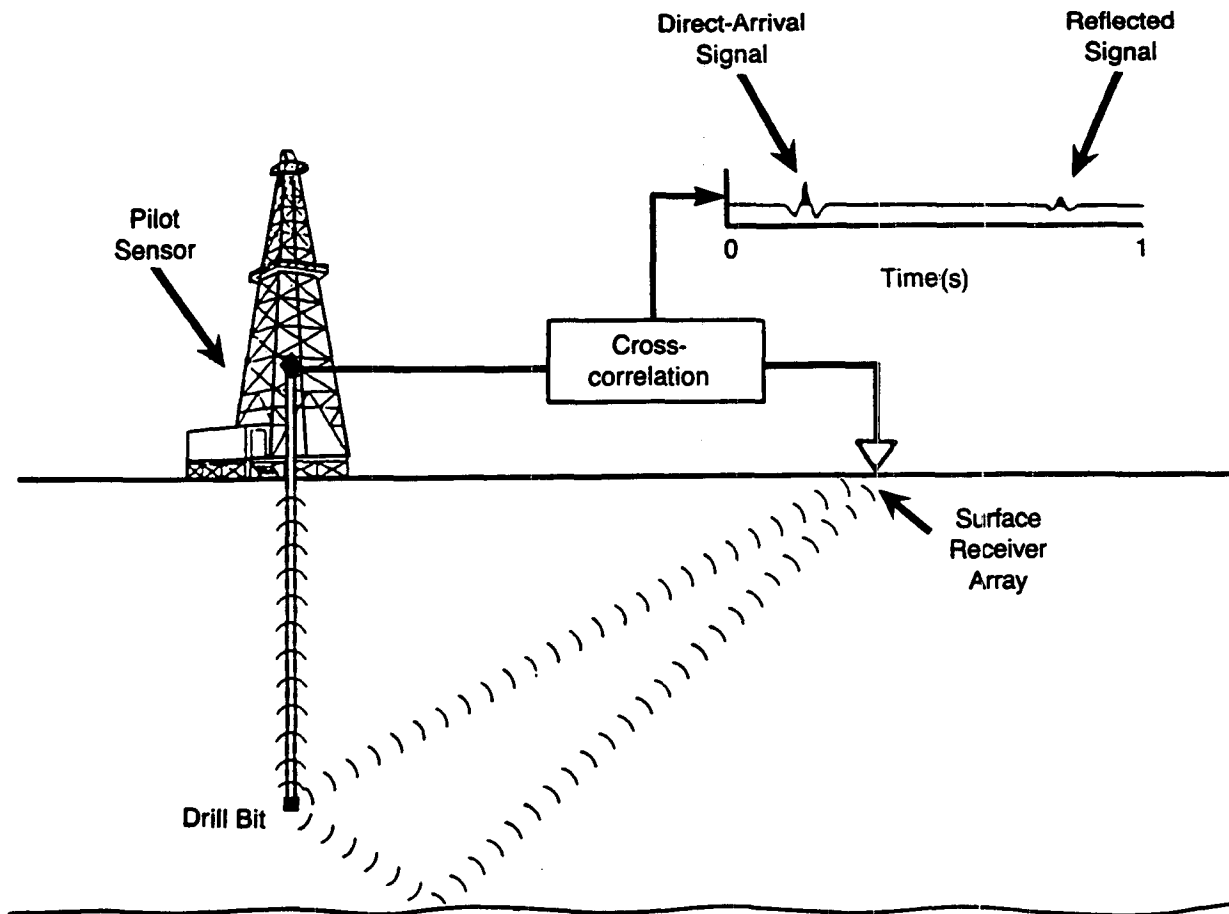 Direct-Arrival
Signal
Reflected
Signal
Pilot
Sensor
0
1
Time(s)
Cross-
correlation
Surface
Receiver
Array
Drill Bit